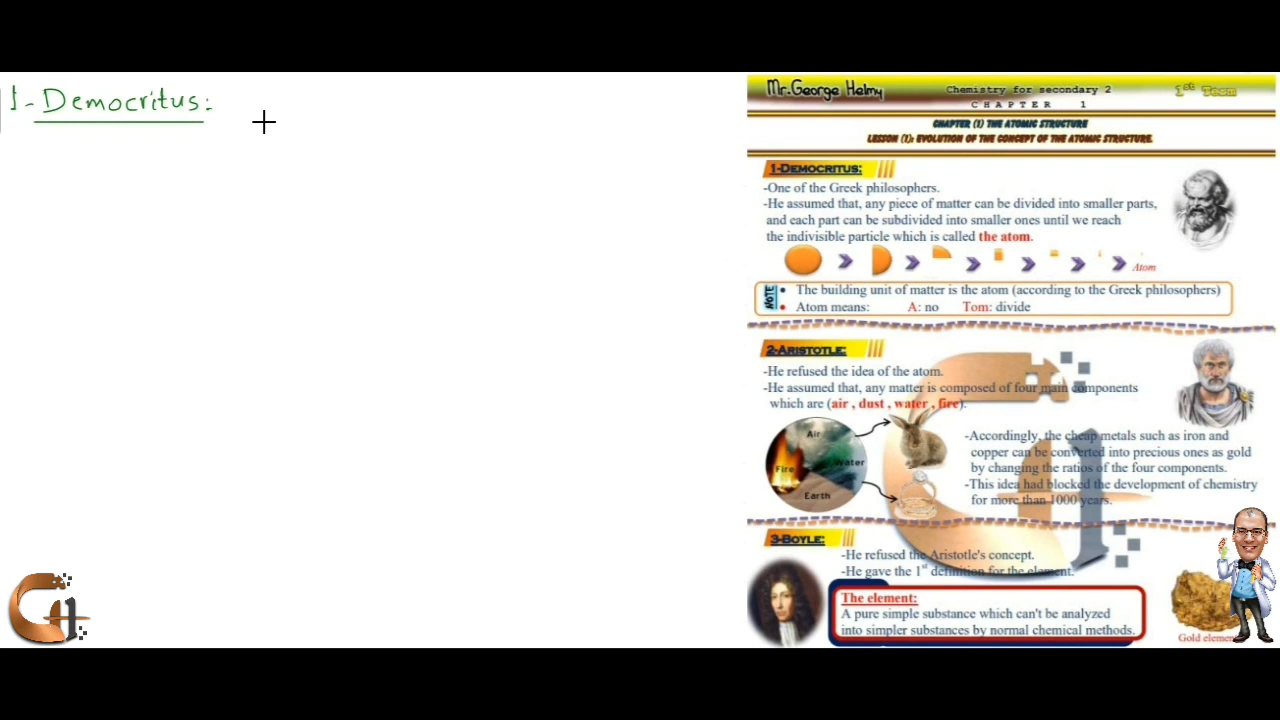 1- Democritus:
Mr.George Helmy
Chemistry for secondary 2
1st Team
CHAPTER 1
CHAPTER (1) THE ATOMIC STRUCTURE
LESSON (1): EVOLUTION OF THE CONCEPT OF THE ATOMIC STRUCTURE.
1-DEMOCRITUS:
-One of the Greek philosophers.
-He assumed that, any piece of matter can be divided into smaller parts,
and each part can be subdivided into smaller ones until we reach
the indivisible particle which is called the atom.
Atom
NOTE
• The building unit of matter is the atom (according to the Greek philosophers)
• Atom means: A: no Tom: divide
2-ARISTOTLE:
-He refused the idea of the atom.
-He assumed that, any matter is composed of four main components
which are (air , dust , water , fire).
Air
Water
Fire
Earth
-Accordingly, the cheap metals such as iron and
copper can be converted into precious ones as gold
by changing the ratios of the four components.
-This idea had blocked the development of chemistry
for more than 1000 years.
3-BOYLE:
-He refused the Aristotle's concept.
-He gave the 1st definition for the element.
The element:
A pure simple substance which can't be analyzed
into simpler substances by normal chemical methods.
Gold element